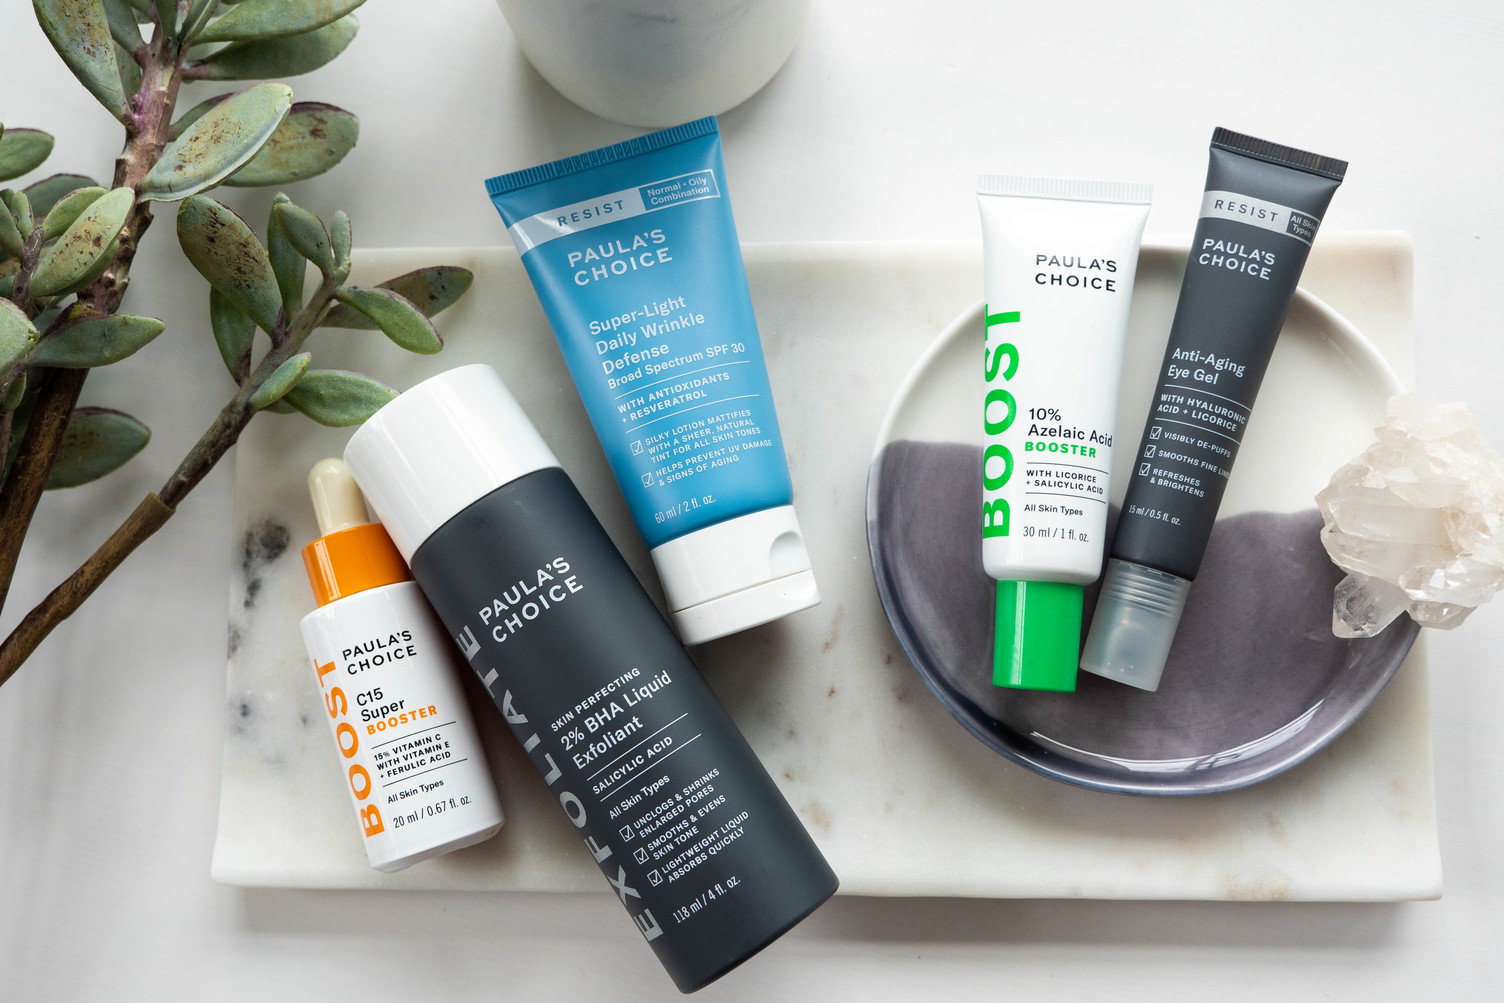 BOOST
PAULA'S
CHOICE
C15
Super
BOOSTER
15% VITAMIN C
WITH VITAMIN E
+ FERULIC ACID
All Skin Types
20 ml / 0.67 fl. oz.
EXFOLIATE
PAULA'S
CHOICE
SKIN PERFECTING
2% BHA Liquid
Exfoliant
SALICYLIC ACID
All Skin Types
UNCLOGS & SHRINKS
ENLARGED PORES
SMOOTHS & EVENS
SKIN TONE
LIGHTWEIGHT LIQUID
ABSORBS QUICKLY
118 ml / 4 fl. oz.
RESIST
Normal - Oily
Combination
PAULA'S
CHOICE
Super-Light
Daily Wrinkle
Defense
Broad Spectrum SPF 30
WITH ANTIOXIDANTS
+ RESVERATROL
SILKY LOTION MATTIFIES
WITH A SHEER, NATURAL
TINT FOR ALL SKIN TONES
HELPS PREVENT UV DAMAGE
& SIGNS OF AGING
60 ml / 2 fl. oz.
BOOST
PAULA'S
CHOICE
10%
Azelaic Acid
BOOSTER
WITH LICORICE
+ SALICYLIC ACID
All Skin Types
30 ml / 1 fl. oz.
RESIST
All Skin
Types
PAULA'S
CHOICE
Anti-Aging
Eye Gel
WITH HYALURONIC
ACID + LICORICE
VISIBLY DE-PUFFS
SMOOTHS FINE LINES
REFRESHES
& BRIGHTENS
15 ml / 0.5 fl. oz.